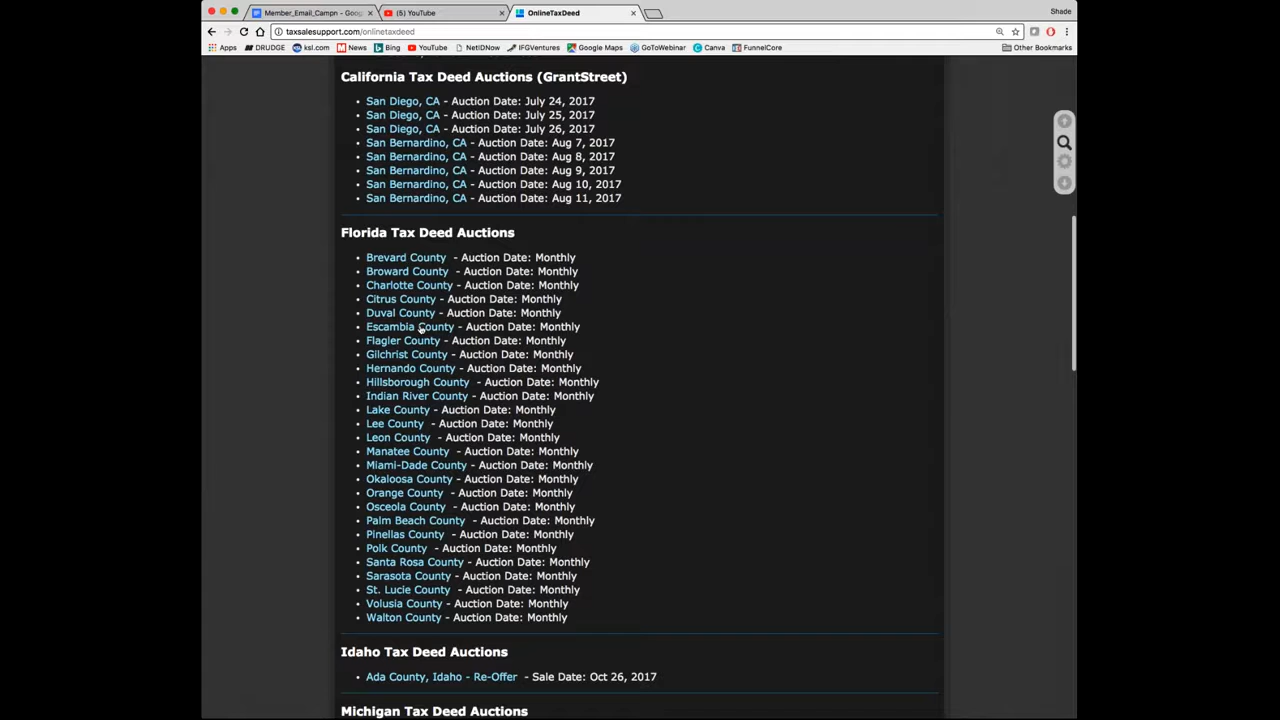 Member_Email_Campn - Goog
(5) YouTube
OnlineTaxDeed
Shade
taxsalesupport.com/onlinetaxdeed
Apps DRUDGE ksl.com News Bing YouTube NetIDNow IFGVentures Google Maps GoToWebinar Canva FunnelCore Other Bookmarks
California Tax Deed Auctions (GrantStreet)
• San Diego, CA - Auction Date: July 24, 2017
• San Diego, CA - Auction Date: July 25, 2017
• San Diego, CA - Auction Date: July 26, 2017
• San Bernardino, CA - Auction Date: Aug 7, 2017
• San Bernardino, CA - Auction Date: Aug 8, 2017
• San Bernardino, CA - Auction Date: Aug 9, 2017
• San Bernardino, CA - Auction Date: Aug 10, 2017
• San Bernardino, CA - Auction Date: Aug 11, 2017
Florida Tax Deed Auctions
• Brevard County - Auction Date: Monthly
• Broward County - Auction Date: Monthly
• Charlotte County - Auction Date: Monthly
• Citrus County - Auction Date: Monthly
• Duval County - Auction Date: Monthly
• Escambia County - Auction Date: Monthly
• Flagler County - Auction Date: Monthly
• Gilchrist County - Auction Date: Monthly
• Hernando County - Auction Date: Monthly
• Hillsborough County - Auction Date: Monthly
• Indian River County - Auction Date: Monthly
• Lake County - Auction Date: Monthly
• Lee County - Auction Date: Monthly
• Leon County - Auction Date: Monthly
• Manatee County - Auction Date: Monthly
• Miami-Dade County - Auction Date: Monthly
• Okaloosa County - Auction Date: Monthly
• Orange County - Auction Date: Monthly
• Osceola County - Auction Date: Monthly
• Palm Beach County - Auction Date: Monthly
• Pinellas County - Auction Date: Monthly
• Polk County - Auction Date: Monthly
• Santa Rosa County - Auction Date: Monthly
• Sarasota County - Auction Date: Monthly
• St. Lucie County - Auction Date: Monthly
• Volusia County - Auction Date: Monthly
• Walton County - Auction Date: Monthly
Idaho Tax Deed Auctions
• Ada County, Idaho - Re-Offer - Sale Date: Oct 26, 2017
Michigan Tax Deed Auctions